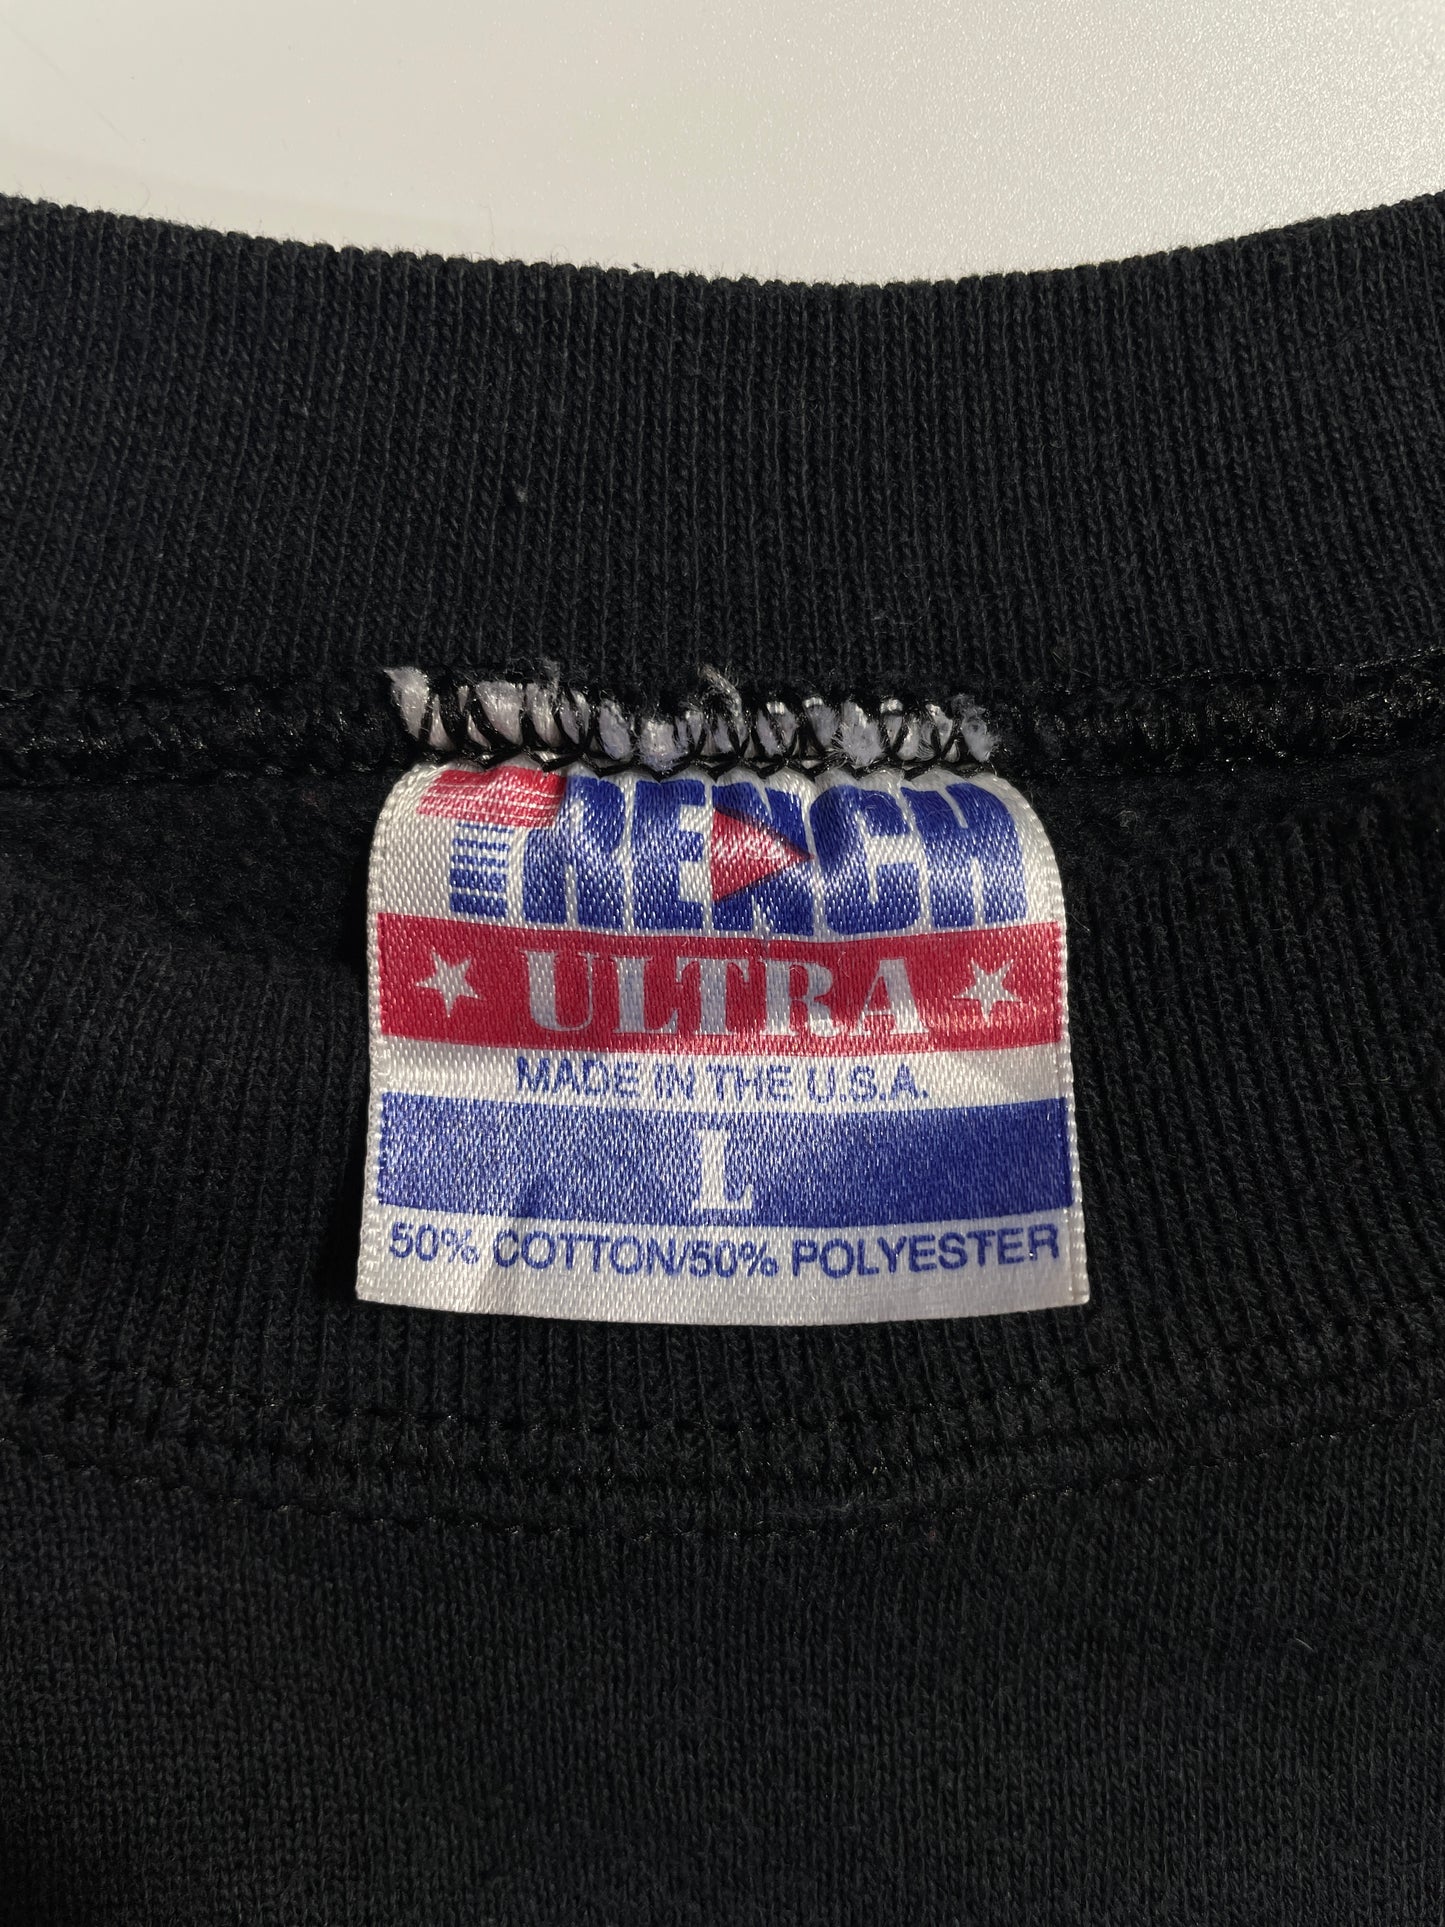 TRENCH
ULTRA
MADE IN THE U.S.A.
L
50% COTTON/50% POLYESTER